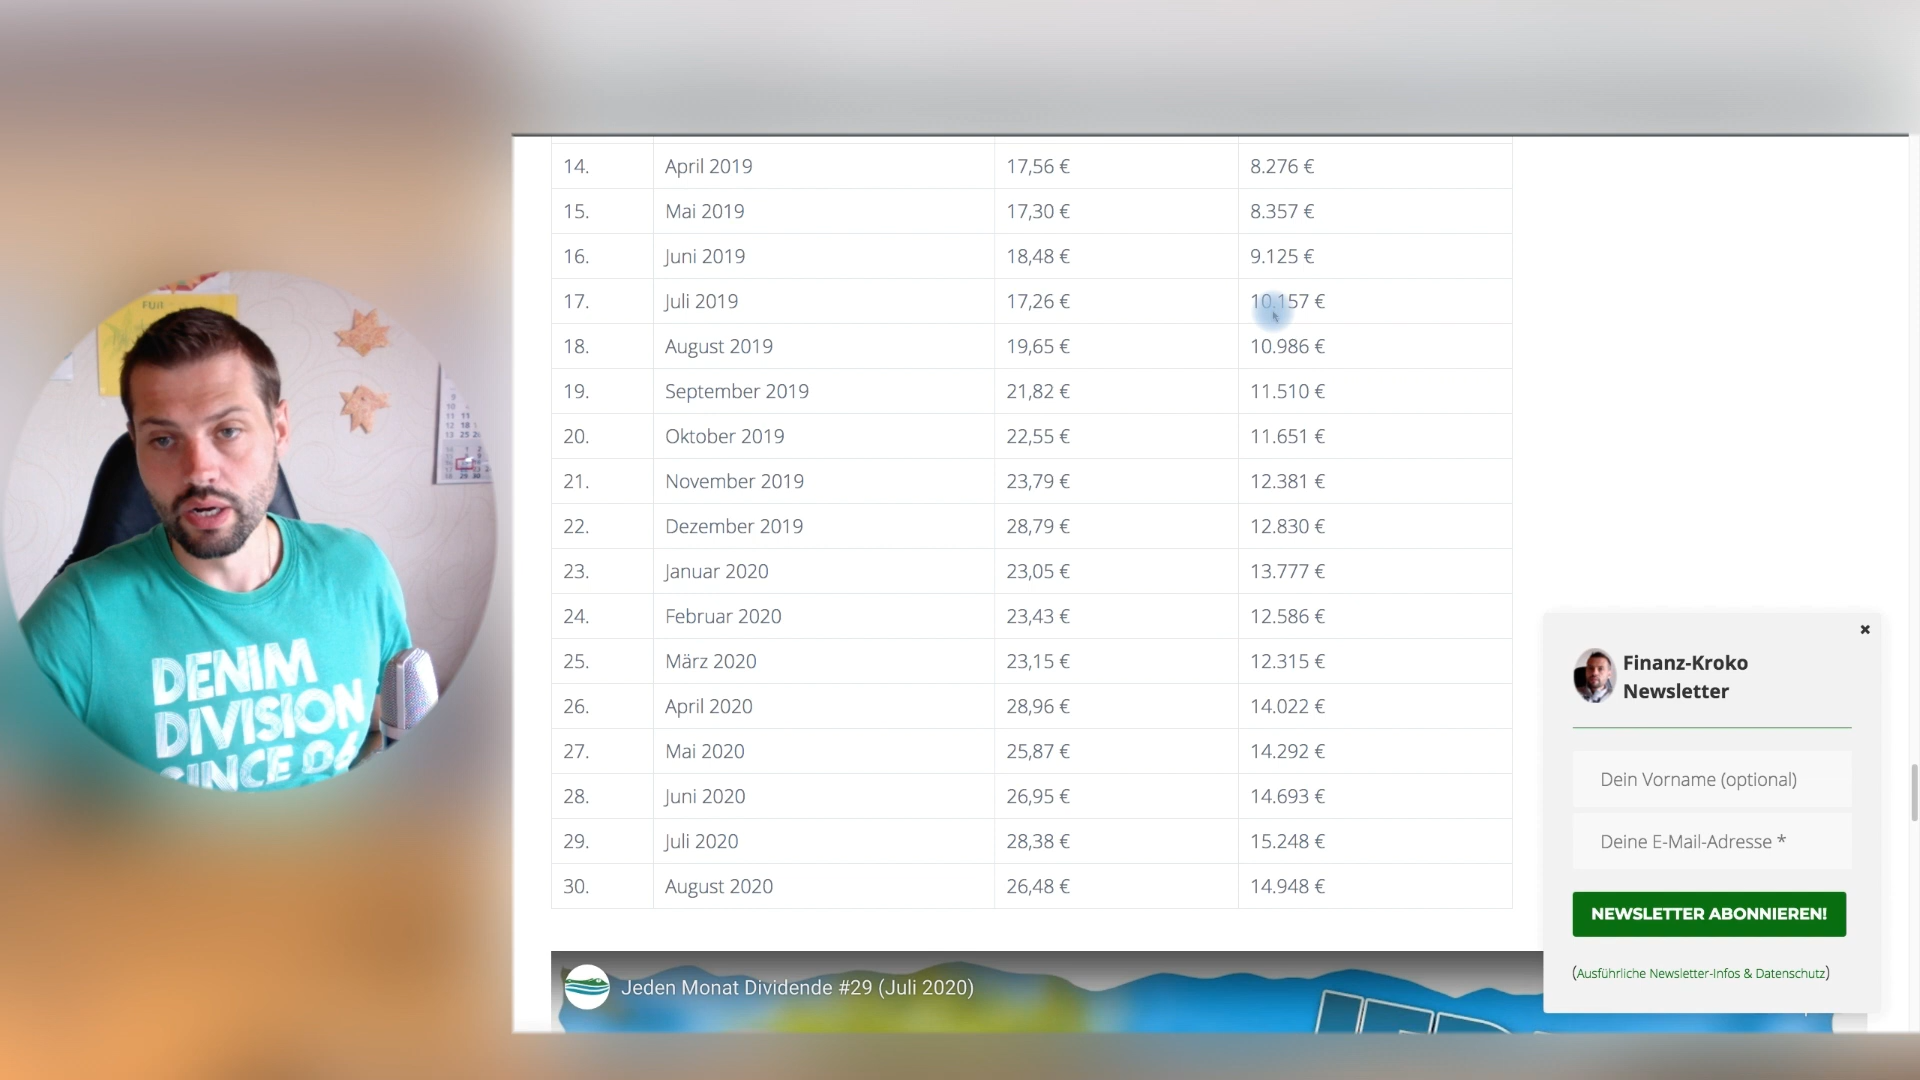 14. April 2019 17,56 € 8.276 €
15. Mai 2019 17,30 € 8.357 €
16. Juni 2019 18,48 € 9.125 €
17. Juli 2019 17,26 € 10.157 €
18. August 2019 19,65 € 10.986 €
19. September 2019 21,82 € 11.510 €
20. Oktober 2019 22,55 € 11.651 €
21. November 2019 23,79 € 12.381 €
22. Dezember 2019 28,79 € 12.830 €
23. Januar 2020 23,05 € 13.777 €
24. Februar 2020 23,43 € 12.586 €
25. März 2020 23,15 € 12.315 €
26. April 2020 28,96 € 14.022 €
27. Mai 2020 25,87 € 14.292 €
28. Juni 2020 26,95 € 14.693 €
29. Juli 2020 28,38 € 15.248 €
30. August 2020 26,48 € 14.948 €
Jeden Monat Dividende #29 (Juli 2020)
Finanz-Kroko
Newsletter
Dein Vorname (optional)
Deine E-Mail-Adresse *
NEWSLETTER ABONNIEREN!
(Ausführliche Newsletter-Infos & Datenschutz)
DENIM
DIVISION
SINCE 06